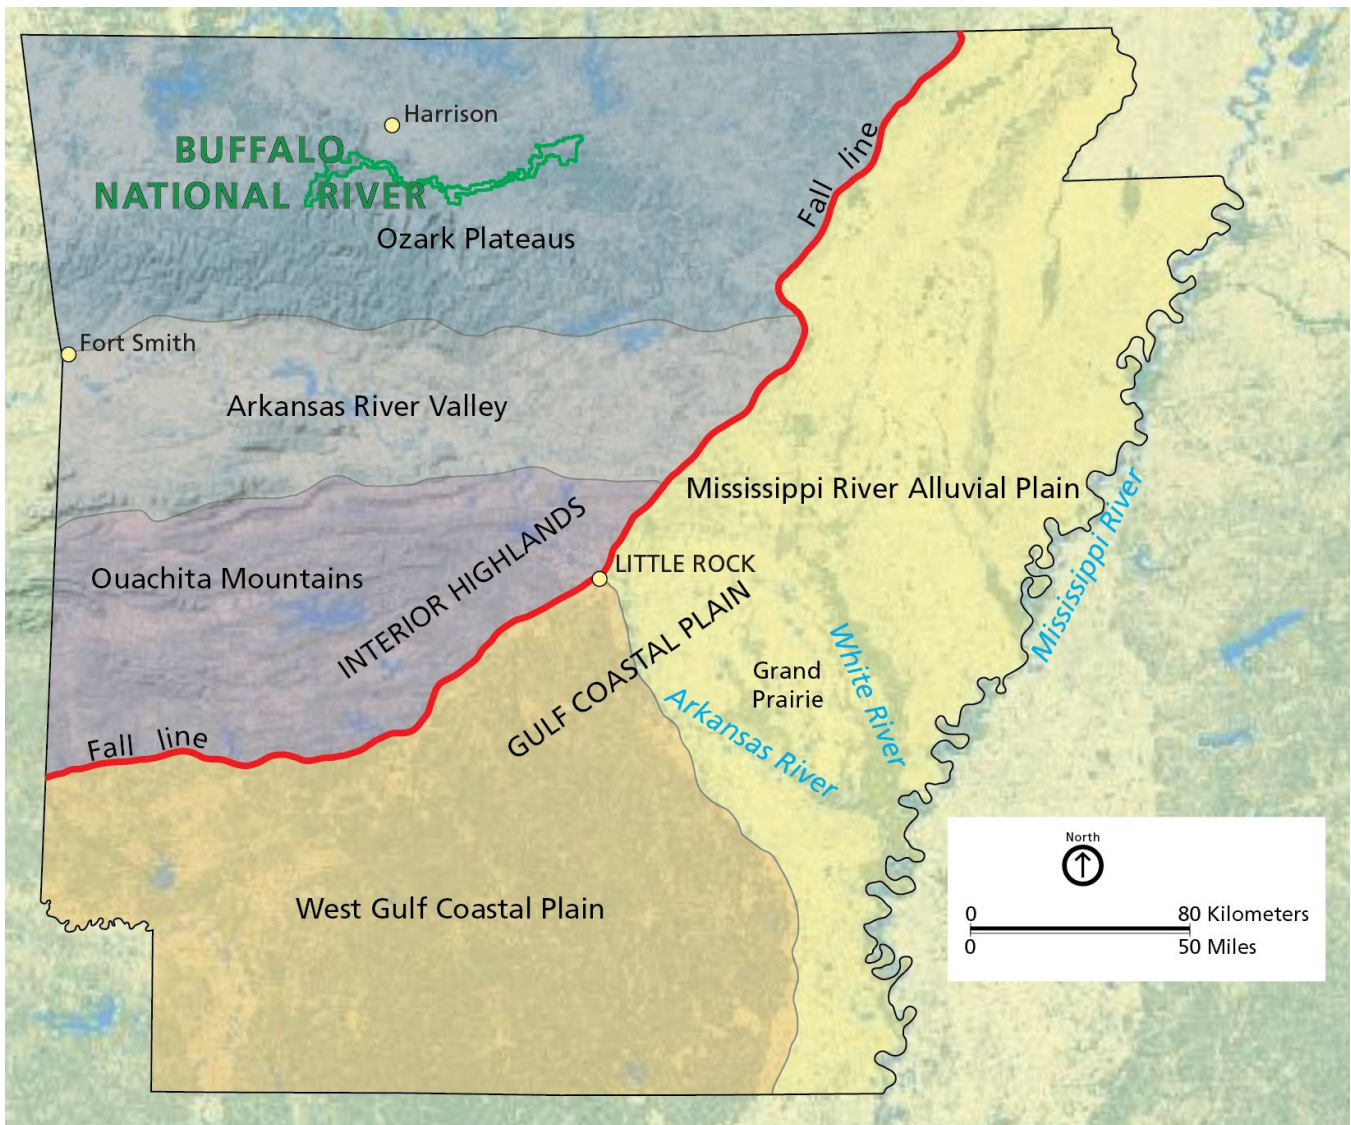 Harrison
BUFFALO
NATIONAL RIVER
Ozark Plateaus
Fall line
Fort Smith
Arkansas River Valley
Mississippi River Alluvial Plain
Mississippi River
INTERIOR HIGHLANDS
LITTLE ROCK
Ouachita Mountains
GULF COASTAL PLAIN
Grand
Prairie
White River
Arkansas River
Fall line
West Gulf Coastal Plain
North
0 80 Kilometers
0 50 Miles